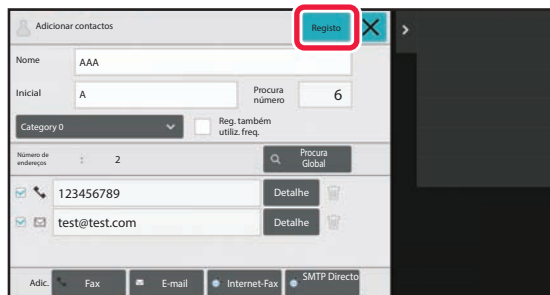 Adicionar contactos
Registo
Nome
AAA
Inicial
A
Procura
número
6
Category 0
Reg. também
utiliz. freq.
Número de
endereços
:
2
Procura
Global
123456789
Detalhe
test@test.com
Detalhe
Adic.
Fax
E-mail
Internet-Fax
SMTP Directo